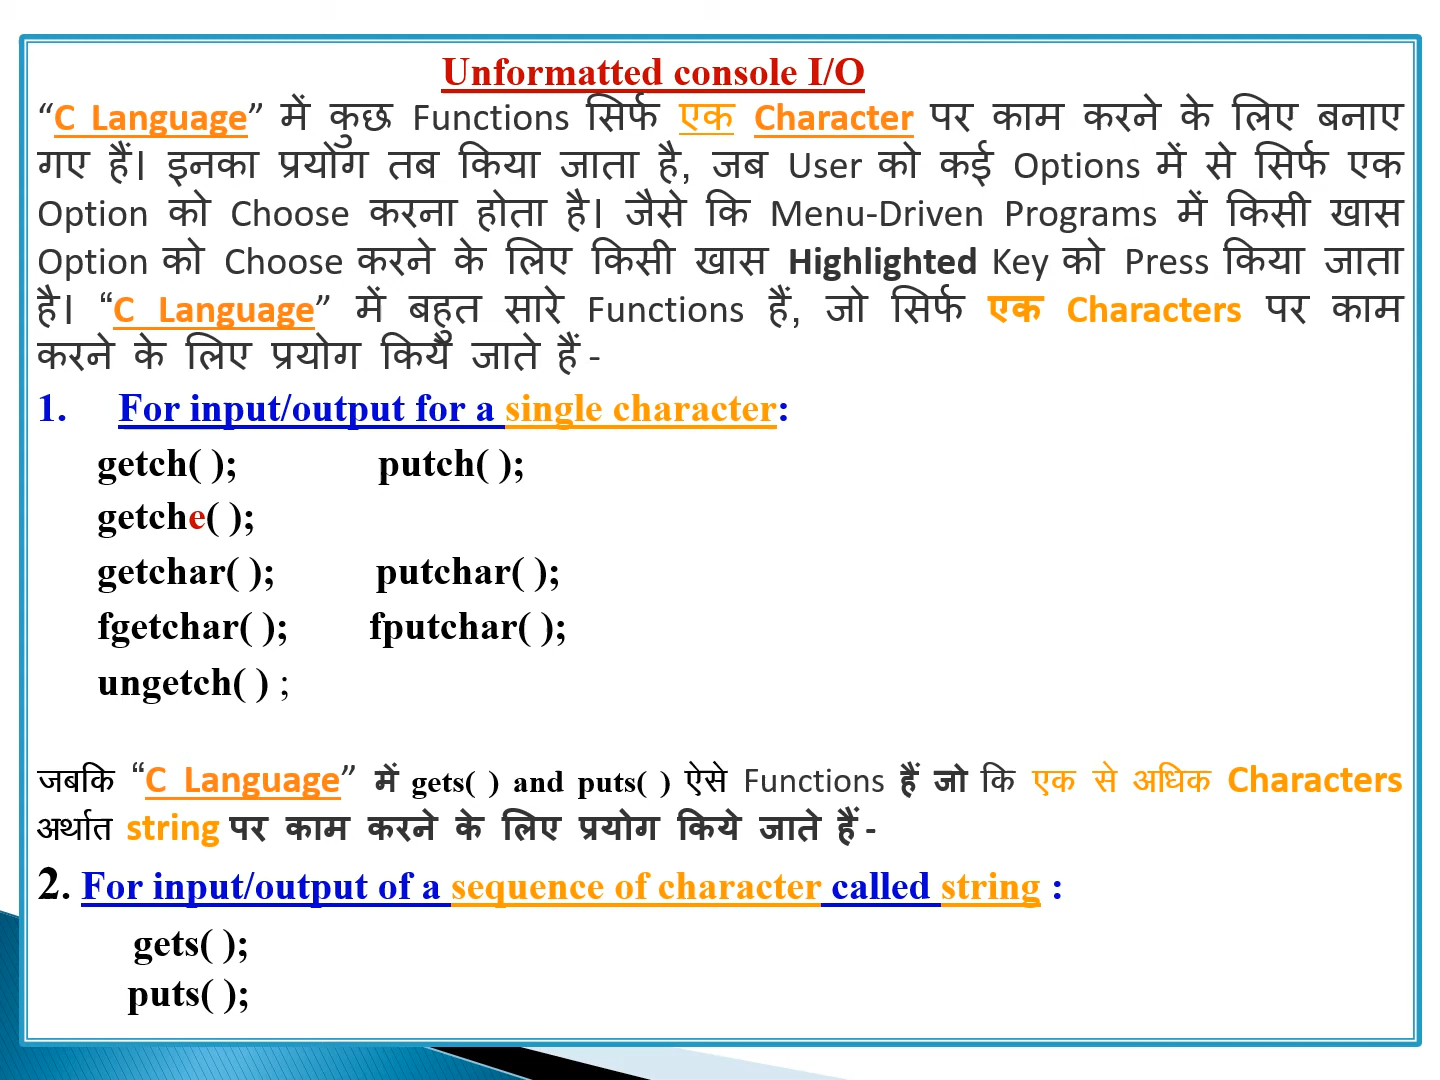 Unformatted console I/O
“C Language” में कुछ Functions सिर्फ एक Character पर काम करने के लिए बनाए
गए हैं। इनका प्रयोग तब किया जाता है, जब User को कई Options में से सिर्फ एक
Option को Choose करना होता है। जैसे कि Menu-Driven Programs में किसी खास
Option को Choose करने के लिए किसी खास Highlighted Key को Press किया जाता
है। “C Language” में बहुत सारे Functions हैं, जो सिर्फ एक Characters पर काम
करने के लिए प्रयोग किये जाते हैं -
1. For input/output for a single character:
getch( ); putch( );
getche( );
getchar( ); putchar( );
fgetchar( ); fputchar( );
ungetch( ) ;
जबकि “C Language” में gets( ) and puts( ) ऐसे Functions हैं जो कि एक से अधिक Characters
अर्थात string पर काम करने के लिए प्रयोग किये जाते हैं -
2. For input/output of a sequence of character called string :
gets( );
puts( );